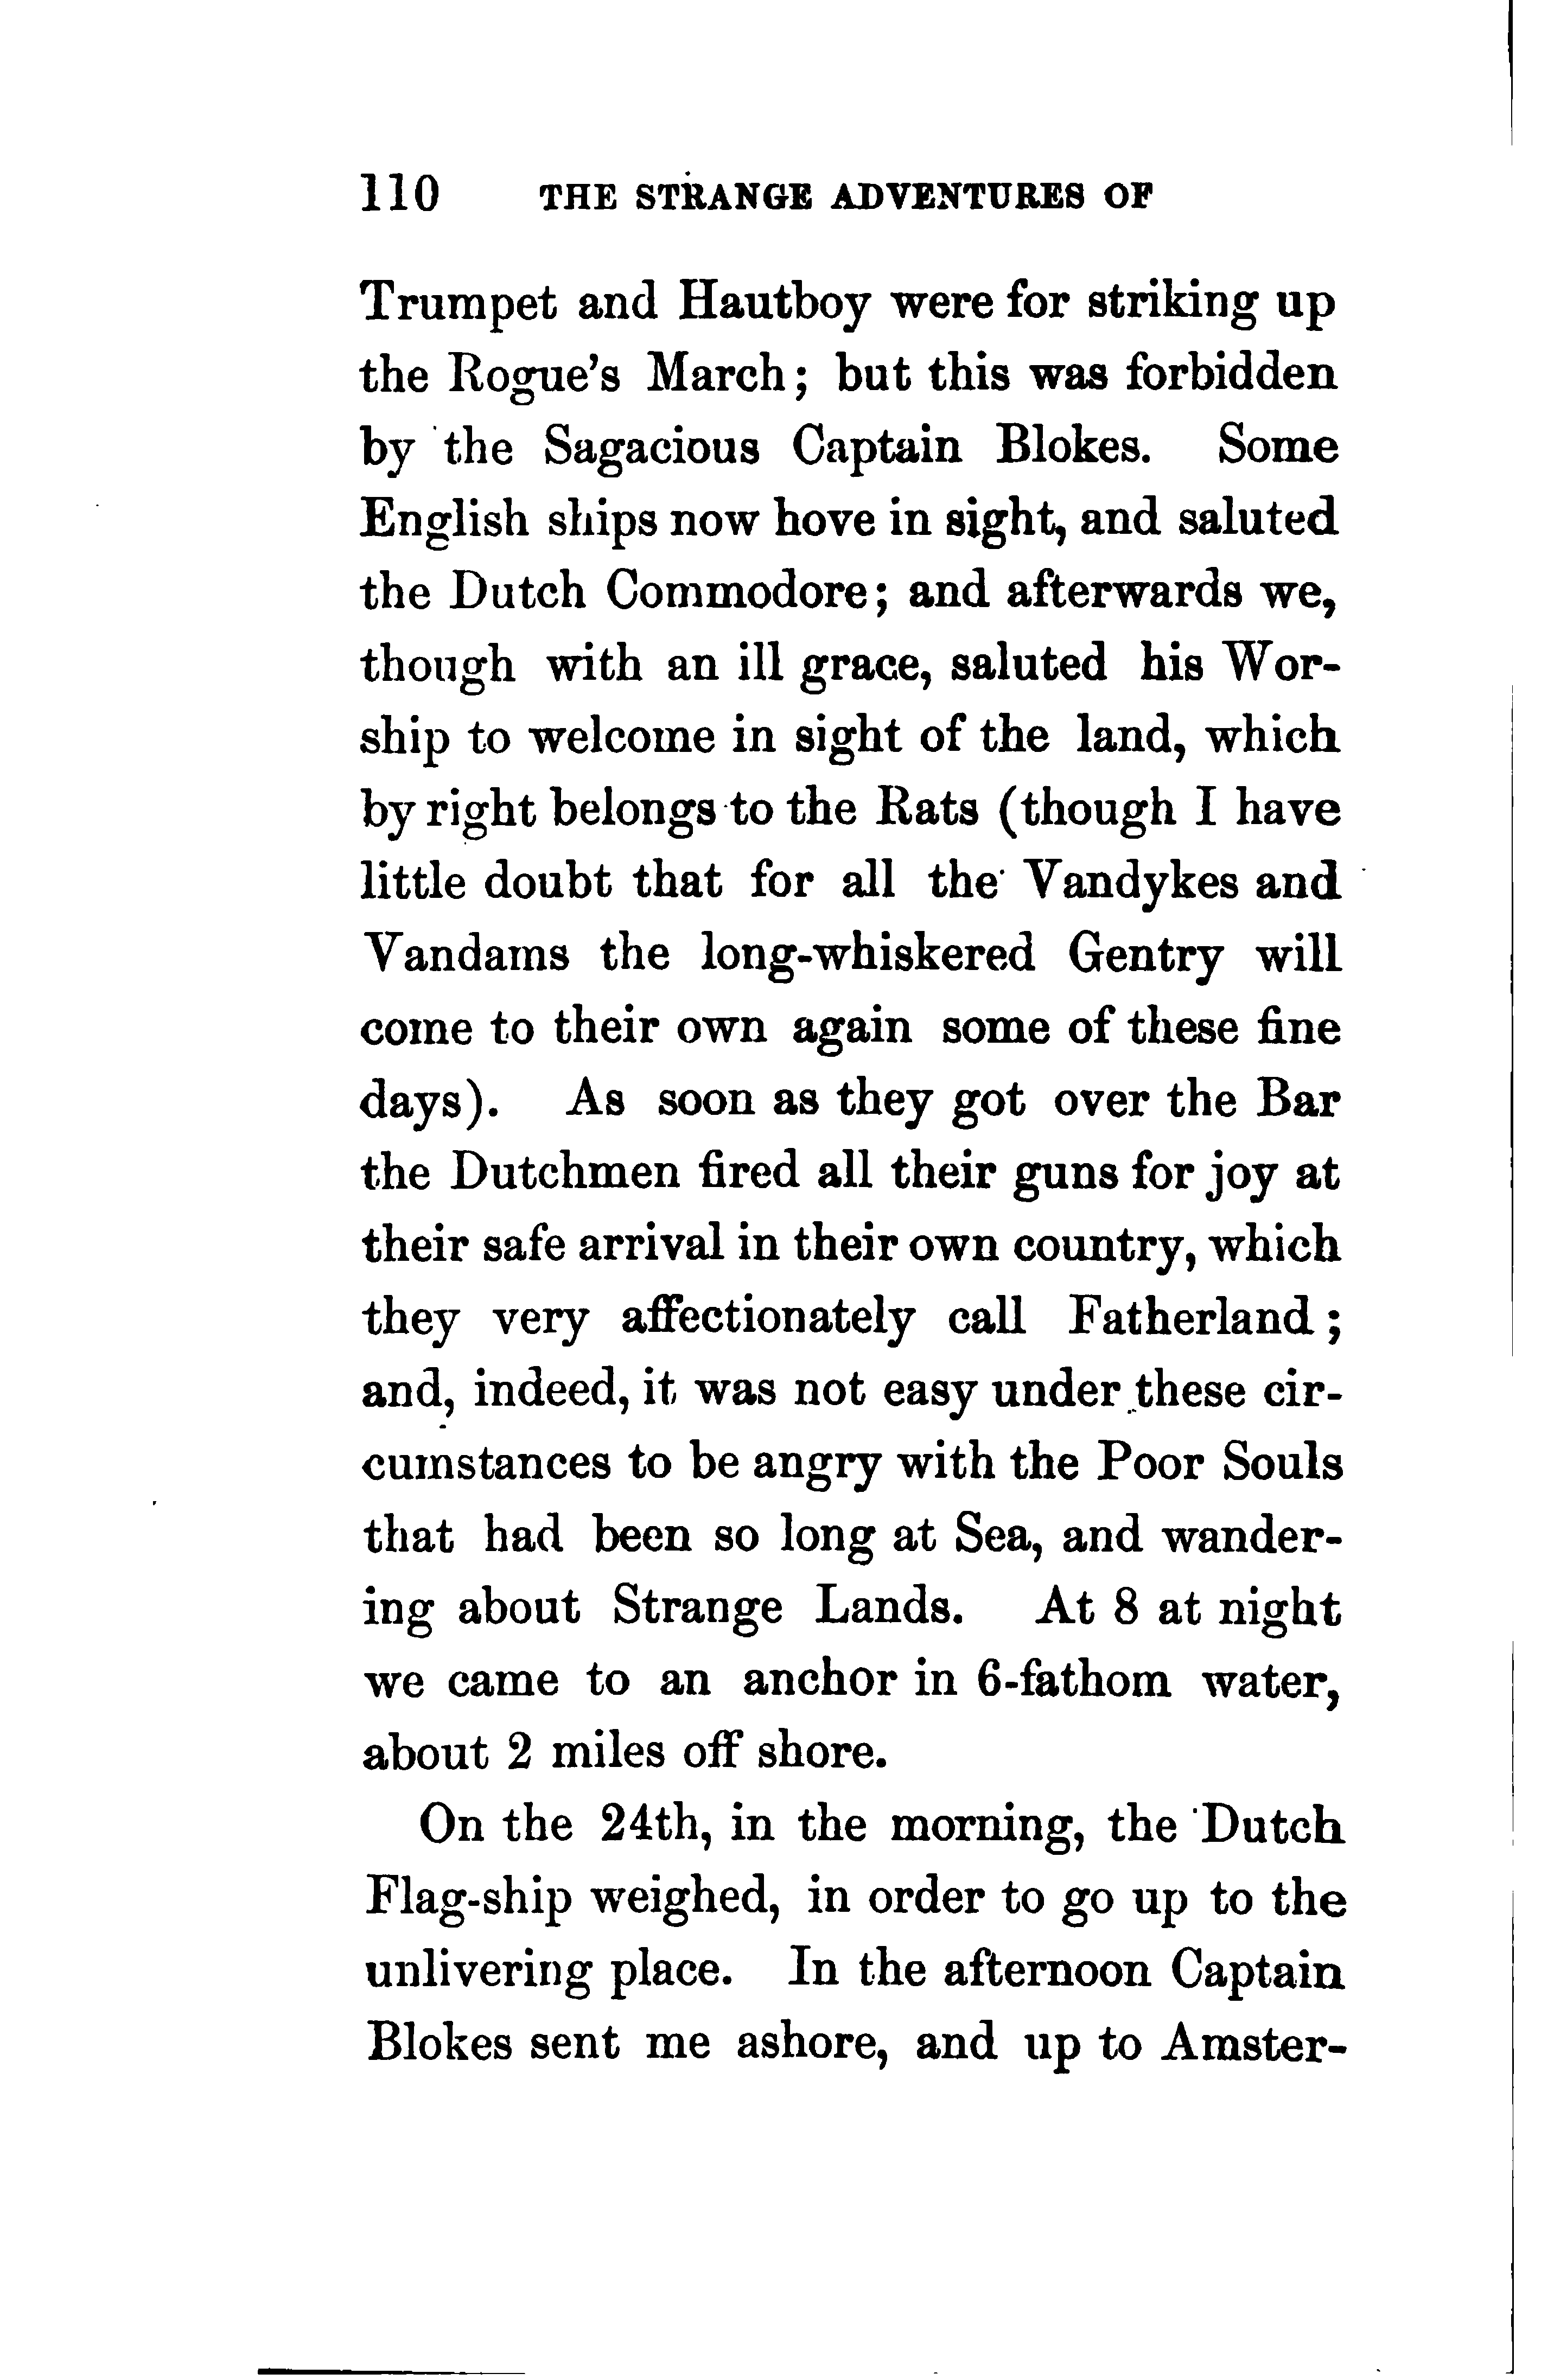 110 THE STRANGE ADVENTURES OF
Trumpet and Hautboy were for striking up
the Rogue's March; but this was forbidden
by the Sagacious Captain Blokes. Some
English ships now hove in sight, and saluted
the Dutch Commodore; and afterwards we,
though with an ill grace, saluted his Wor-
ship to welcome in sight of the land, which
by right belongs to the Rats (though I have
little doubt that for all the Vandykes and
Vandams the long-whiskered Gentry will
come to their own again some of these fine
days). As soon as they got over the Bar
the Dutchmen fired all their guns for joy at
their safe arrival in their own country, which
they very affectionately call Fatherland;
and, indeed, it was not easy under these cir-
cumstances to be angry with the Poor Souls
that had been so long at Sea, and wander-
ing about Strange Lands. At 8 at night
we came to an anchor in 6-fathom water,
about 2 miles off shore.
On the 24th, in the morning, the Dutch
Flag-ship weighed, in order to go up to the
unlivering place. In the afternoon Captain
Blokes sent me ashore, and up to Amster-